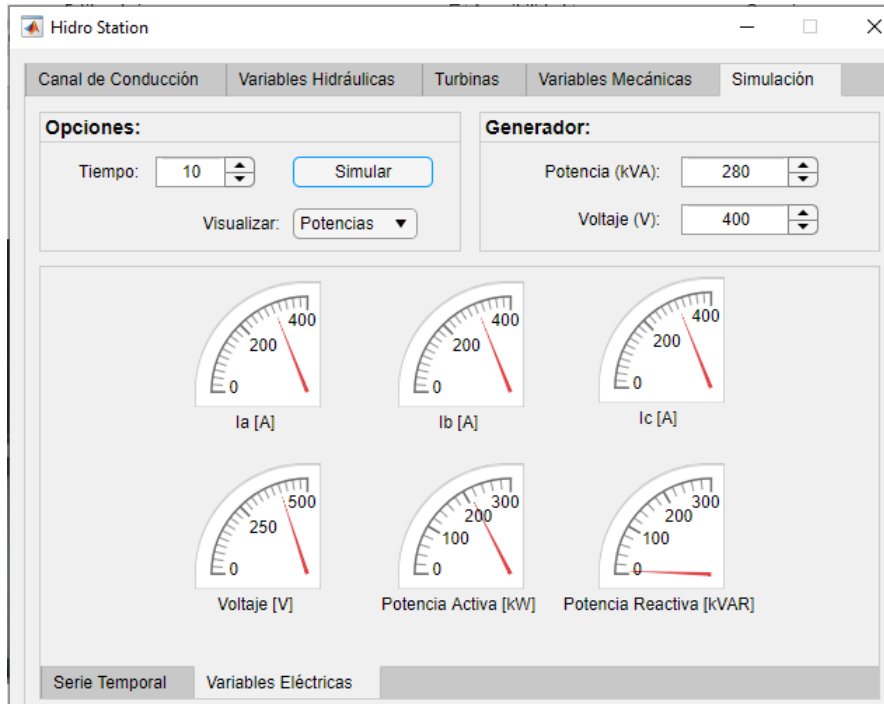 Hidro Station
Canal de Conducción Variables Hidráulicas Turbinas Variables Mecánicas Simulación
Opciones: Generador:
Tiempo: 10 Simular Potencia (kVA): 280
Visualizar: Potencias Voltaje (V): 400
0 200 400 0 200 400 0 200 400
Ia [A] Ib [A] Ic [A]
0 250 500 0 100 200 300 0 100 200 300
Voltaje [V] Potencia Activa [kW] Potencia Reactiva [kVAR]
Serie Temporal Variables Eléctricas